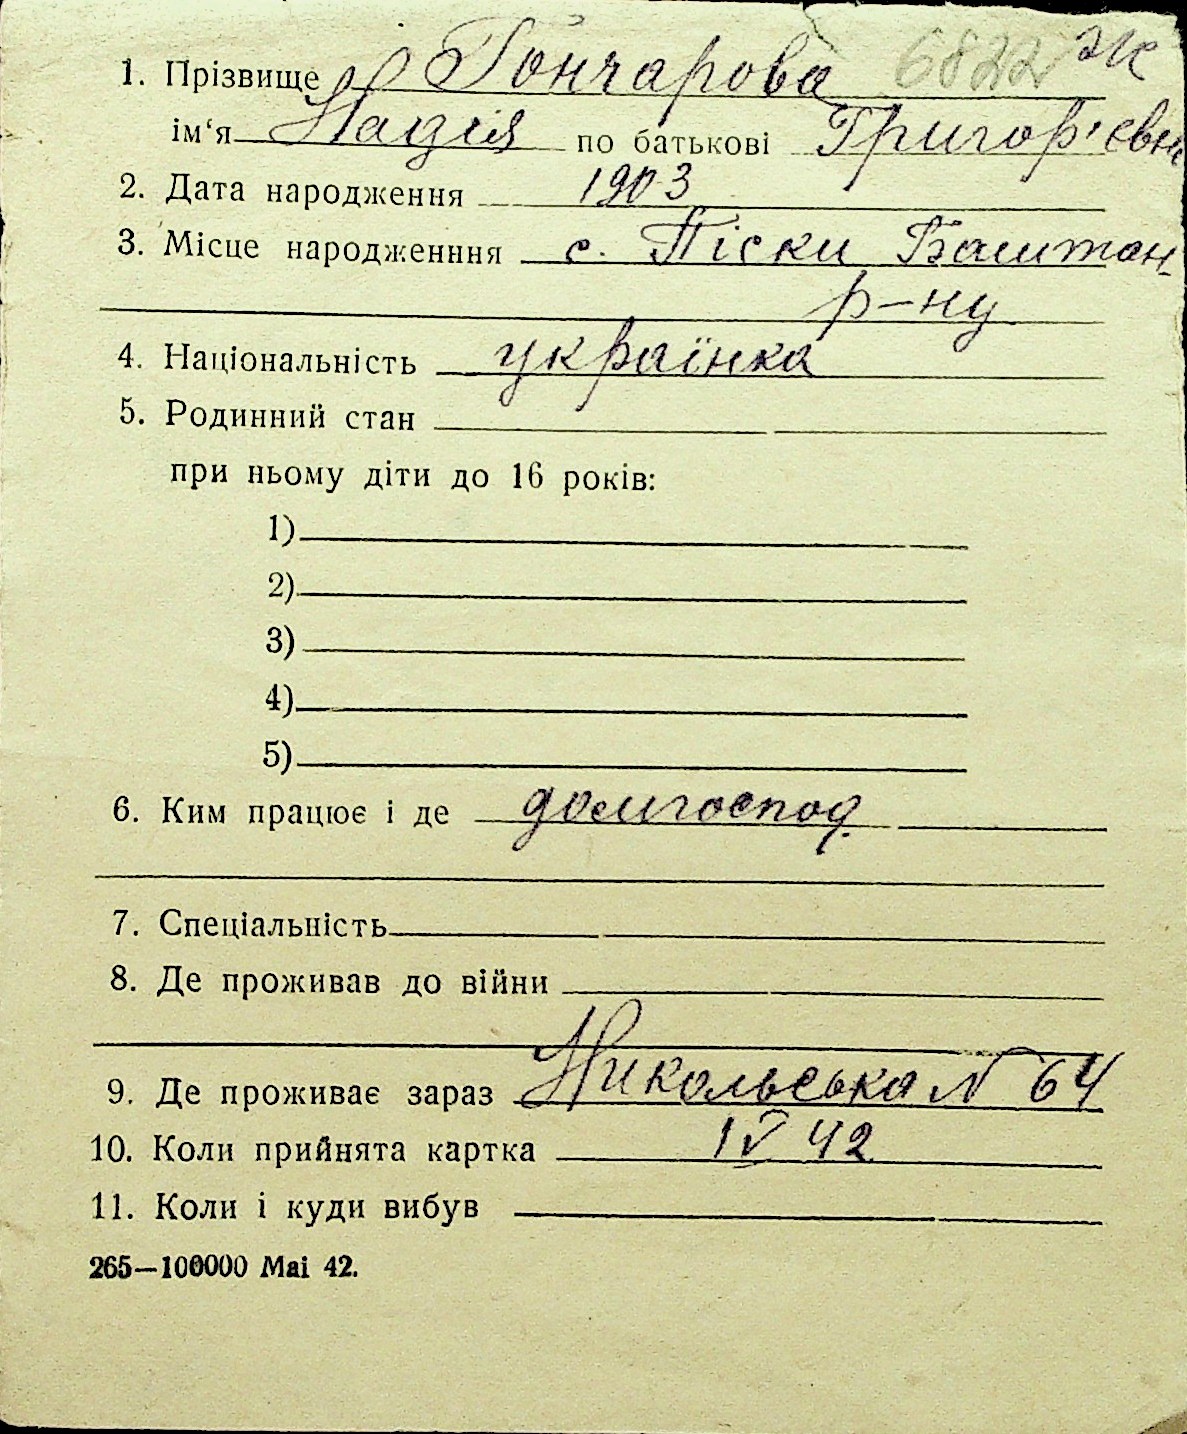 1. Прізвище Гончарова 6822 Ж
ім‘я Надія по батькові Григор'євна
2. Дата народження 1903
3. Місце народженння с. Піски Баштан.
р-ну
4. Національність українка
5. Родинний стан
при ньому діти до 16 років:
1)
2)
3)
4)
5)
6. Ким працює і де домгоспод.
7. Спеціальність
8. Де проживав до війни
9. Де проживає зараз Никольська N 64
10. Коли прийнята картка IV 42
11. Коли і куди вибув
265—100000 Mai 42.